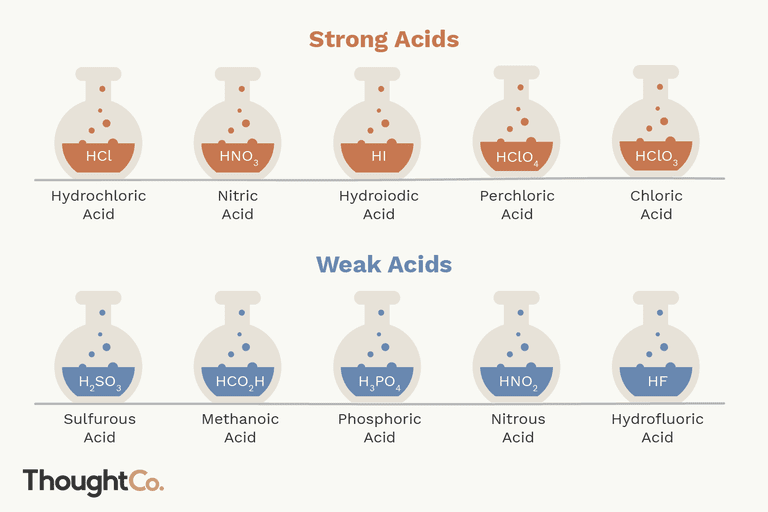 Strong Acids
HCl HNO₃ HI HClO₄ HClO₃
Hydrochloric Acid
Nitric Acid
Hydroiodic Acid
Perchloric Acid
Chloric Acid
Weak Acids
H₂SO₃ HCO₂H H₃PO₄ HNO₂ HF
Sulfurous Acid
Methanoic Acid
Phosphoric Acid
Nitrous Acid
Hydrofluoric Acid
ThoughtCo.